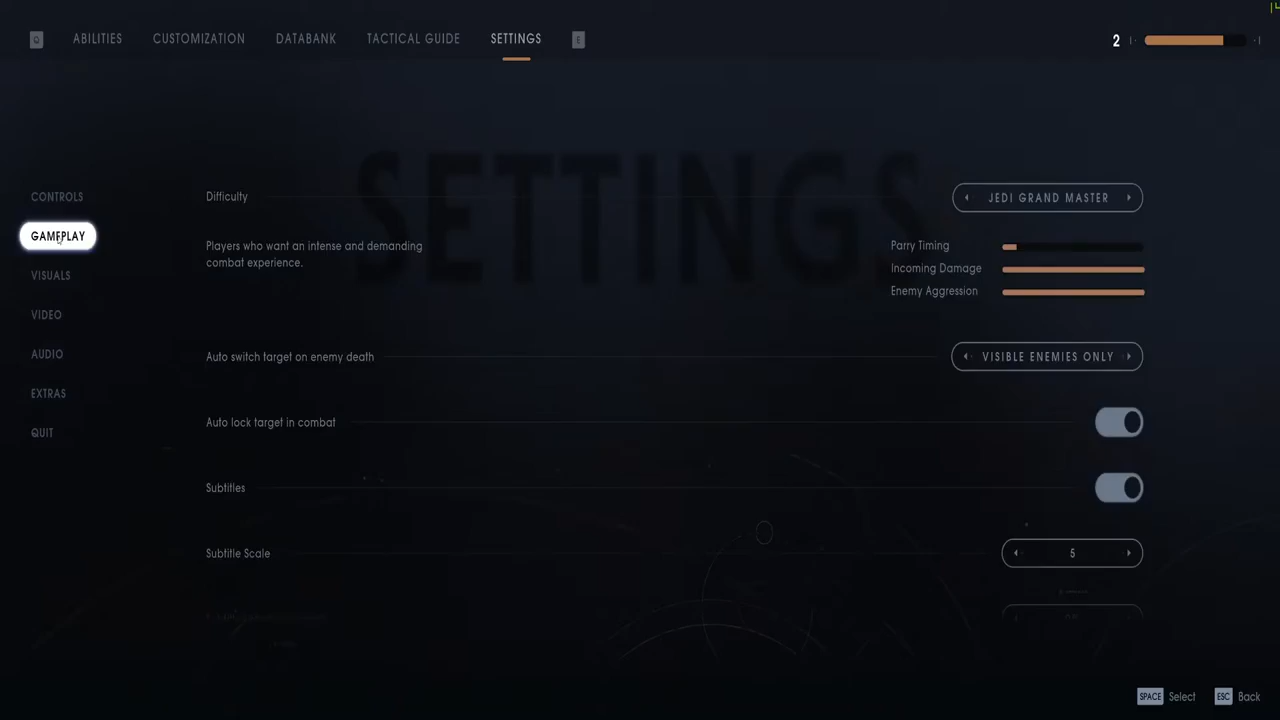 Q ABILITIES CUSTOMIZATION DATABANK TACTICAL GUIDE SETTINGS E 2
SETTINGS
CONTROLS
GAMEPLAY
VISUALS
VIDEO
AUDIO
EXTRAS
QUIT
Difficulty JEDI GRAND MASTER
Players who want an intense and demanding
combat experience.
Parry Timing
Incoming Damage
Enemy Aggression
Auto switch target on enemy death VISIBLE ENEMIES ONLY
Auto lock target in combat
Subtitles
Subtitle Scale 5
SPACE Select ESC Back